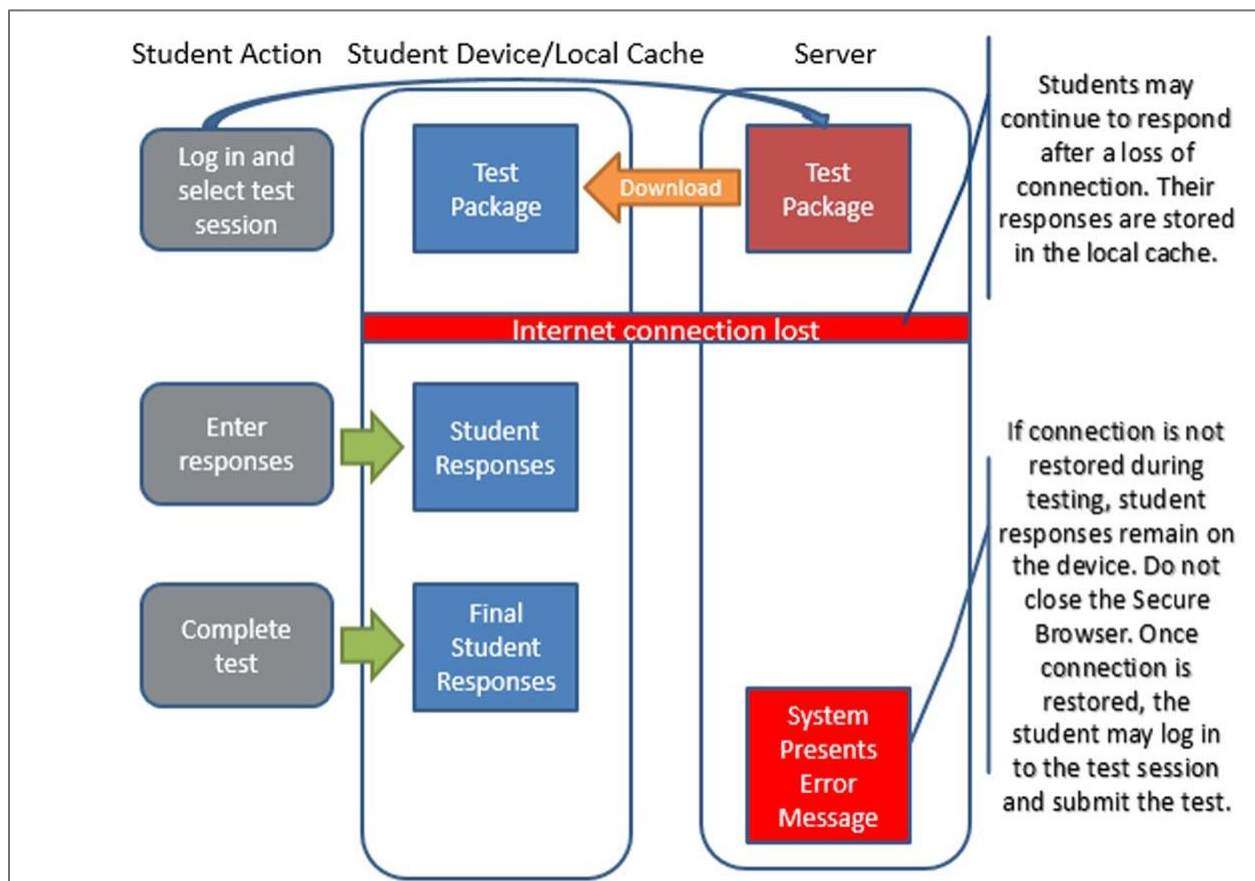 Student Action
Student Device/Local Cache
Server
Log in and
select test
session
Test
Package
Download
Test
Package
Students may
continue to respond
after a loss of
connection. Their
responses are stored
in the local cache.
Internet connection lost
Enter
responses
Student
Responses
If connection is not
restored during
testing, student
responses remain on
the device. Do not
close the Secure
Browser. Once
connection is
restored, the
student may log in
to the test session
and submit the test.
Complete
test
Final
Student
Responses
System
Presents
Error
Message